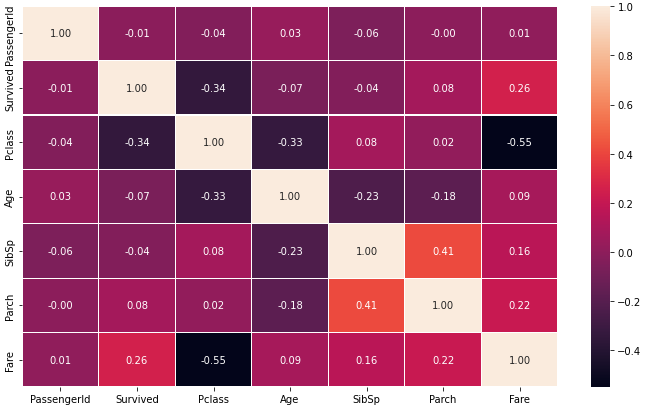 PassengerId 1.00 -0.01 -0.04 0.03 -0.06 -0.00 0.01
Survived -0.01 1.00 -0.34 -0.07 -0.04 0.08 0.26
Pclass -0.04 -0.34 1.00 -0.33 0.08 0.02 -0.55
Age 0.03 -0.07 -0.33 1.00 -0.23 -0.18 0.09
SibSp -0.06 -0.04 0.08 -0.23 1.00 0.41 0.16
Parch -0.00 0.08 0.02 -0.18 0.41 1.00 0.22
Fare 0.01 0.26 -0.55 0.09 0.16 0.22 1.00
PassengerId Survived Pclass Age SibSp Parch Fare
1.0
0.8
0.6
0.4
0.2
0.0
−0.2
−0.4